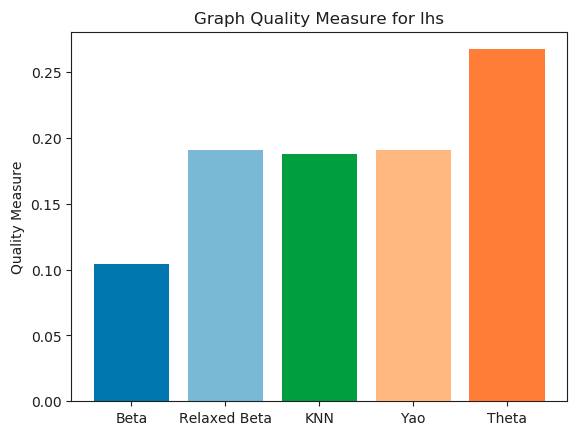 Graph Quality Measure for lhs
Quality Measure
0.25
0.20
0.15
0.10
0.05
0.00
Beta
Relaxed Beta
KNN
Yao
Theta